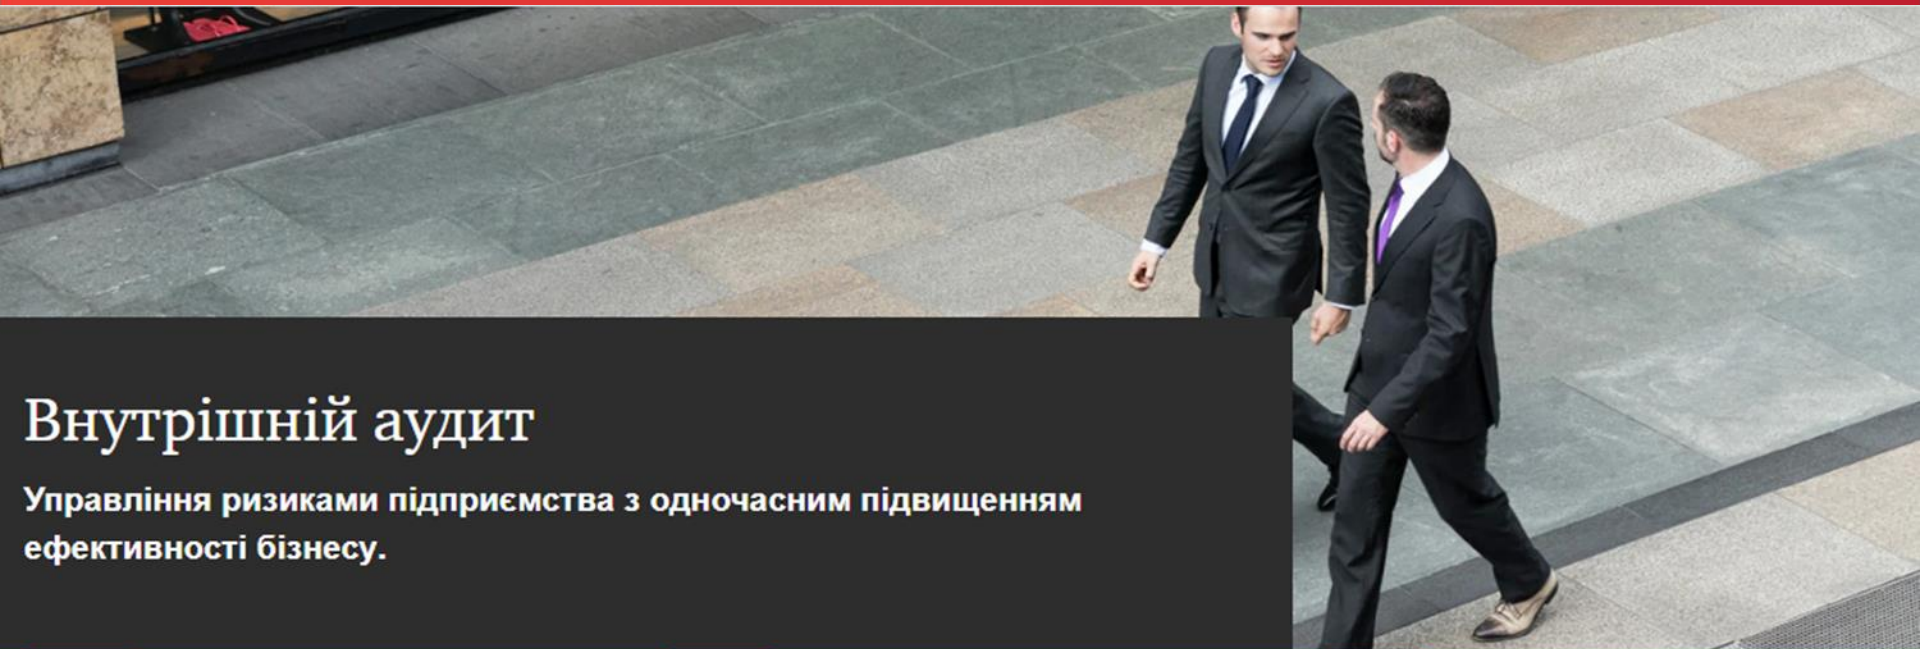 Внутрішній аудит
Управління ризиками підприємства з одночасним підвищенням
ефективності бізнесу.